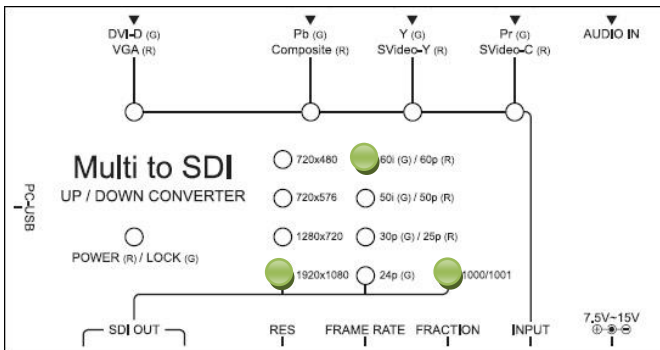 DVI-D (G)
VGA (R)
Pb (G)
Composite (R)
Y (G)
SVideo-Y (R)
Pr (G)
SVideo-C (R)
AUDIO IN
Multi to SDI
UP / DOWN CONVERTER
POWER (R) / LOCK (G)
PC-USB
720x480
60i (G) / 60p (R)
720x576
50i (G) / 50p (R)
1280x720
30p (G) / 25p (R)
1920x1080
24p (G)
1000/1001
SDI OUT
RES
FRAME RATE
FRACTION
INPUT
7.5V~15V